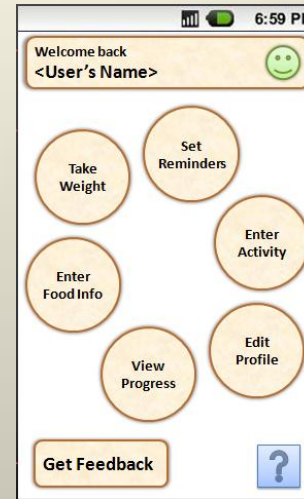 6:59 P
Welcome back
<User's Name>
Set
Reminders
Take
Weight
Enter
Activity
Enter
Food Info
Edit
Profile
View
Progress
Get Feedback
?